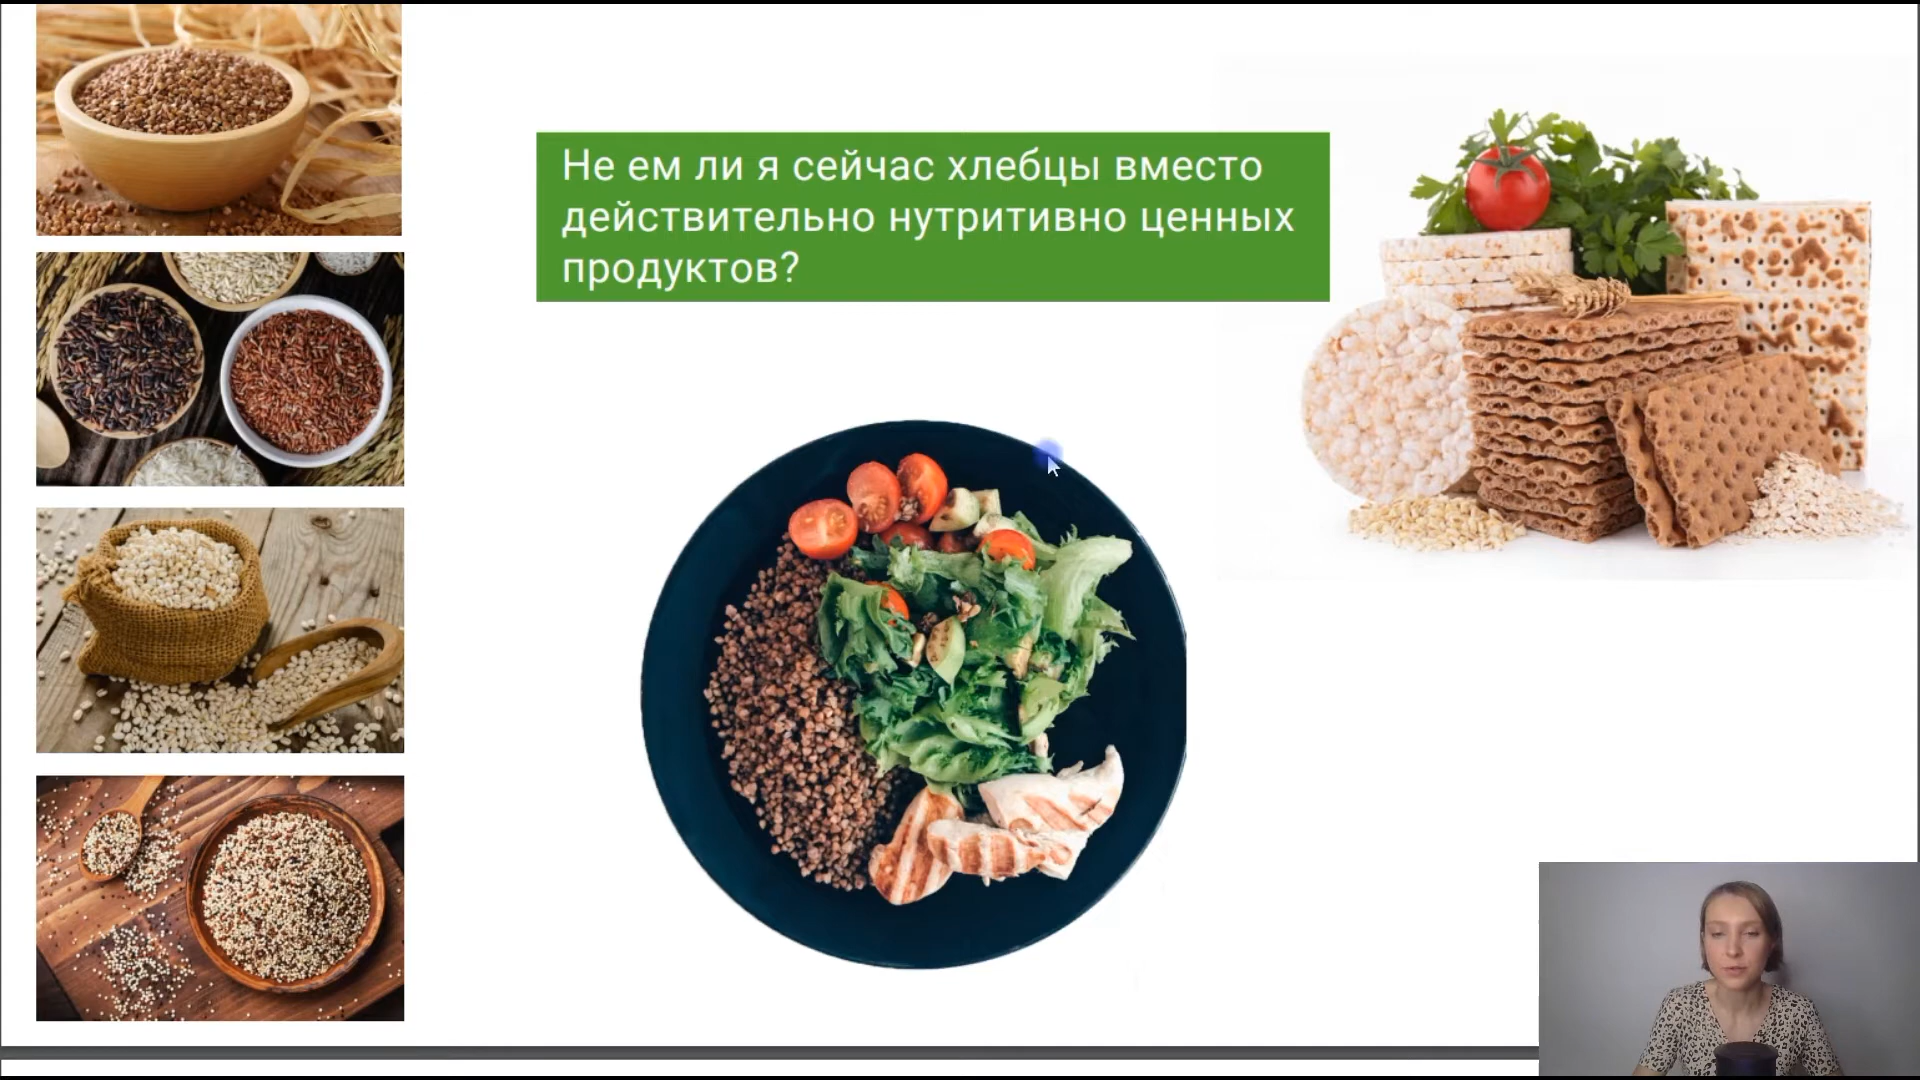 Не ем ли я сейчас хлебцы вместо
действительно нутритивно ценных
продуктов?